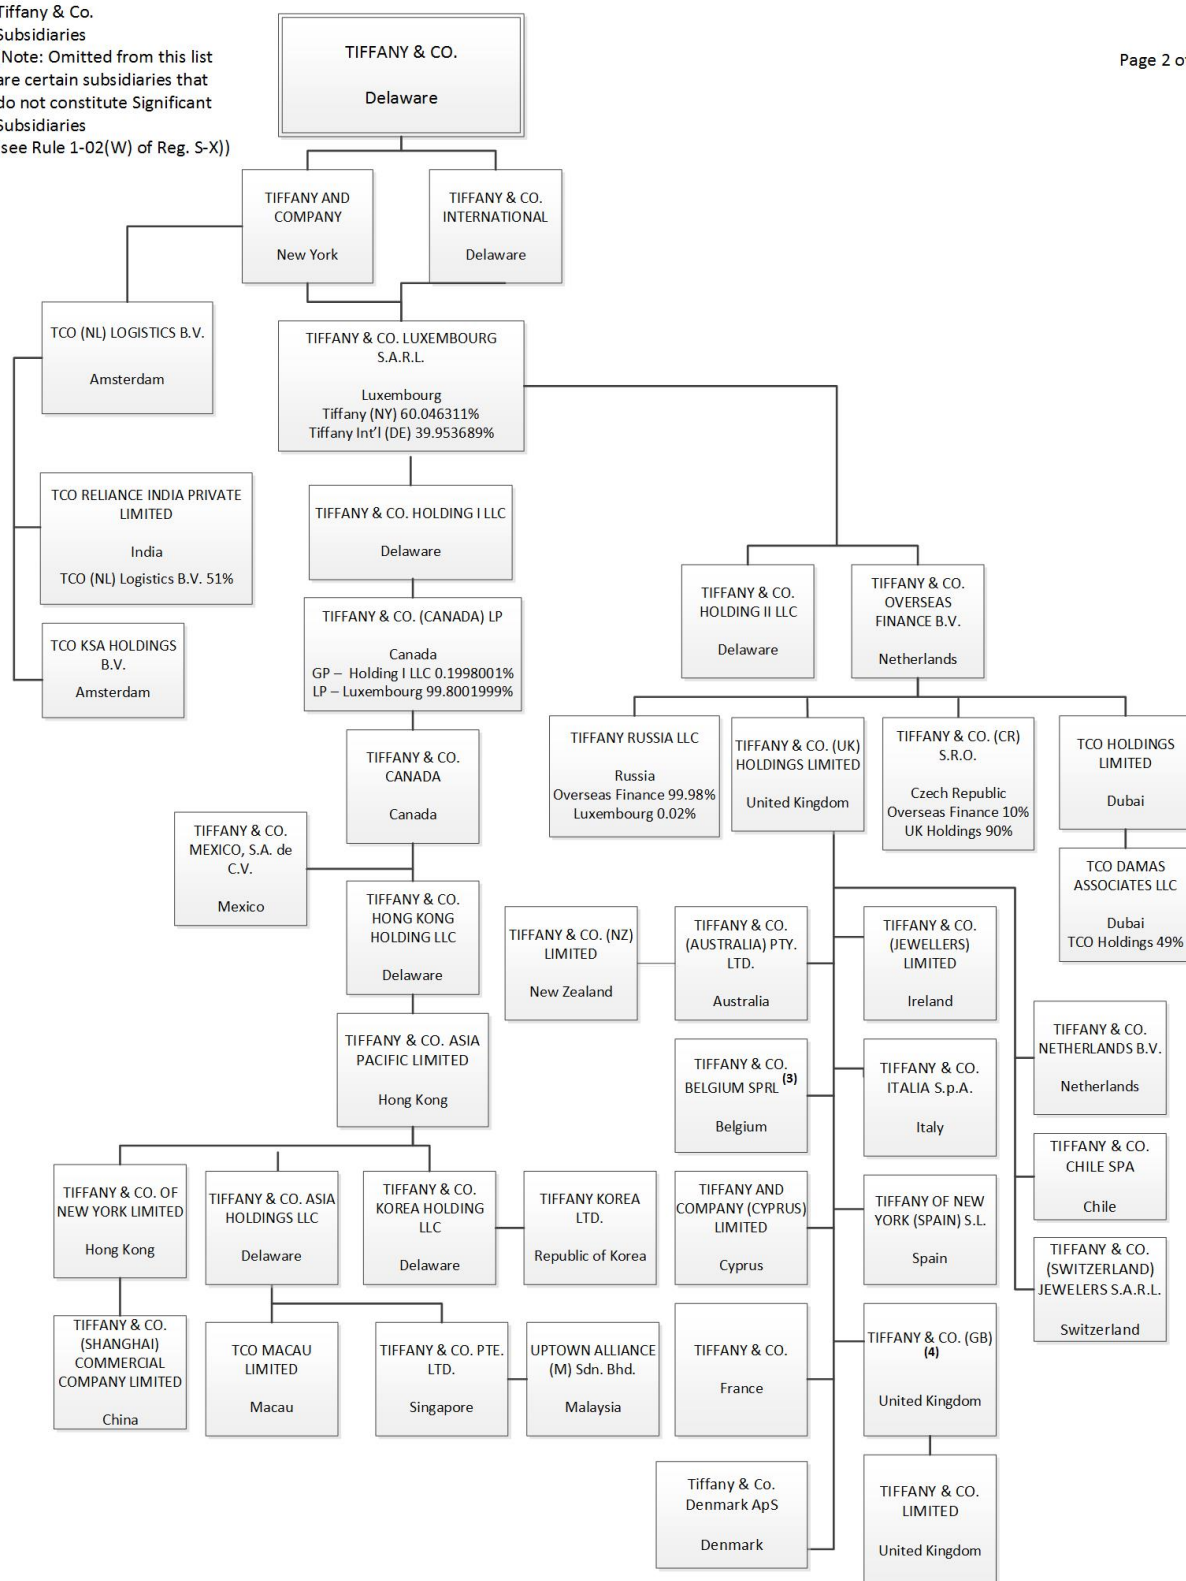 Tiffany & Co.
Subsidiaries
Note: Omitted from this list
are certain subsidiaries that
do not constitute Significant
Subsidiaries
see Rule 1-02(W) of Reg. S-X))
Page 2 of
TIFFANY & CO.
Delaware
TIFFANY AND
COMPANY
New York
TIFFANY & CO.
INTERNATIONAL
Delaware
TCO (NL) LOGISTICS B.V.
Amsterdam
TIFFANY & CO. LUXEMBOURG
S.A.R.L.
Luxembourg
Tiffany (NY) 60.046311%
Tiffany Int'l (DE) 39.953689%
TCO RELIANCE INDIA PRIVATE
LIMITED
India
TCO (NL) Logistics B.V. 51%
TIFFANY & CO. HOLDING I LLC
Delaware
TCO KSA HOLDINGS
B.V.
Amsterdam
TIFFANY & CO. (CANADA) LP
Canada
GP – Holding I LLC 0.1998001%
LP – Luxembourg 99.8001999%
TIFFANY & CO.
HOLDING II LLC
Delaware
TIFFANY & CO.
OVERSEAS
FINANCE B.V.
Netherlands
TIFFANY & CO.
CANADA
Canada
TIFFANY RUSSIA LLC
Russia
Overseas Finance 99.98%
Luxembourg 0.02%
TIFFANY & CO. (UK)
HOLDINGS LIMITED
United Kingdom
TIFFANY & CO. (CR)
S.R.O.
Czech Republic
Overseas Finance 10%
UK Holdings 90%
TCO HOLDINGS
LIMITED
Dubai
TIFFANY & CO.
MEXICO, S.A. de
C.V.
Mexico
TCO DAMAS
ASSOCIATES LLC
Dubai
TCO Holdings 49%
TIFFANY & CO.
HONG KONG
HOLDING LLC
Delaware
TIFFANY & CO. (NZ)
LIMITED
New Zealand
TIFFANY & CO.
(AUSTRALIA) PTY.
LTD.
Australia
TIFFANY & CO.
(JEWELLERS)
LIMITED
Ireland
TIFFANY & CO. ASIA
PACIFIC LIMITED
Hong Kong
TIFFANY & CO.
BELGIUM SPRL (3)
Belgium
TIFFANY & CO.
ITALIA S.p.A.
Italy
TIFFANY & CO.
NETHERLANDS B.V.
Netherlands
TIFFANY & CO. OF
NEW YORK LIMITED
Hong Kong
TIFFANY & CO. ASIA
HOLDINGS LLC
Delaware
TIFFANY & CO.
KOREA HOLDING
LLC
Delaware
TIFFANY KOREA
LTD.
Republic of Korea
TIFFANY AND
COMPANY (CYPRUS)
LIMITED
Cyprus
TIFFANY OF NEW
YORK (SPAIN) S.L.
Spain
TIFFANY & CO.
CHILE SPA
Chile
TIFFANY & CO.
(SWITZERLAND)
JEWELERS S.A.R.L.
Switzerland
TIFFANY & CO.
(SHANGHAI)
COMMERCIAL
COMPANY LIMITED
China
TCO MACAU
LIMITED
Macau
TIFFANY & CO. PTE.
LTD.
Singapore
UPTOWN ALLIANCE
(M) Sdn. Bhd.
Malaysia
TIFFANY & CO.
France
TIFFANY & CO. (GB)
(4)
United Kingdom
Tiffany & Co.
Denmark ApS
Denmark
TIFFANY & CO.
LIMITED
United Kingdom